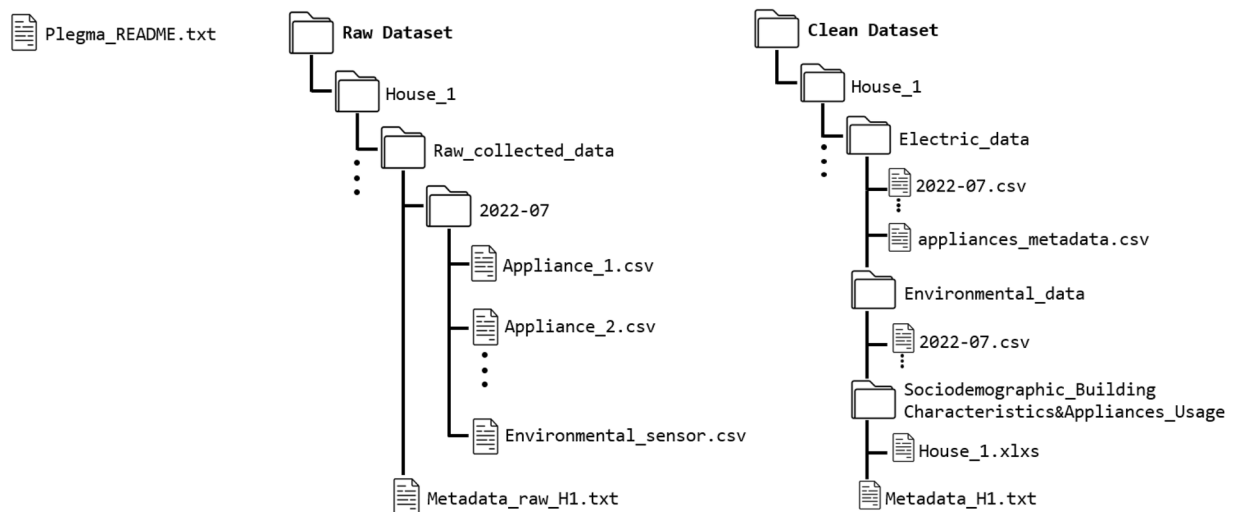 Plegma_README.txt
Raw Dataset
House_1
Raw_collected_data
2022-07
Appliance_1.csv
Appliance_2.csv
Environmental_sensor.csv
Metadata_raw_H1.txt
Clean Dataset
House_1
Electric_data
2022-07.csv
appliances_metadata.csv
Environmental_data
2022-07.csv
Sociodemographic_Building
Characteristics&Appliances_Usage
House_1.xlxs
Metadata_H1.txt